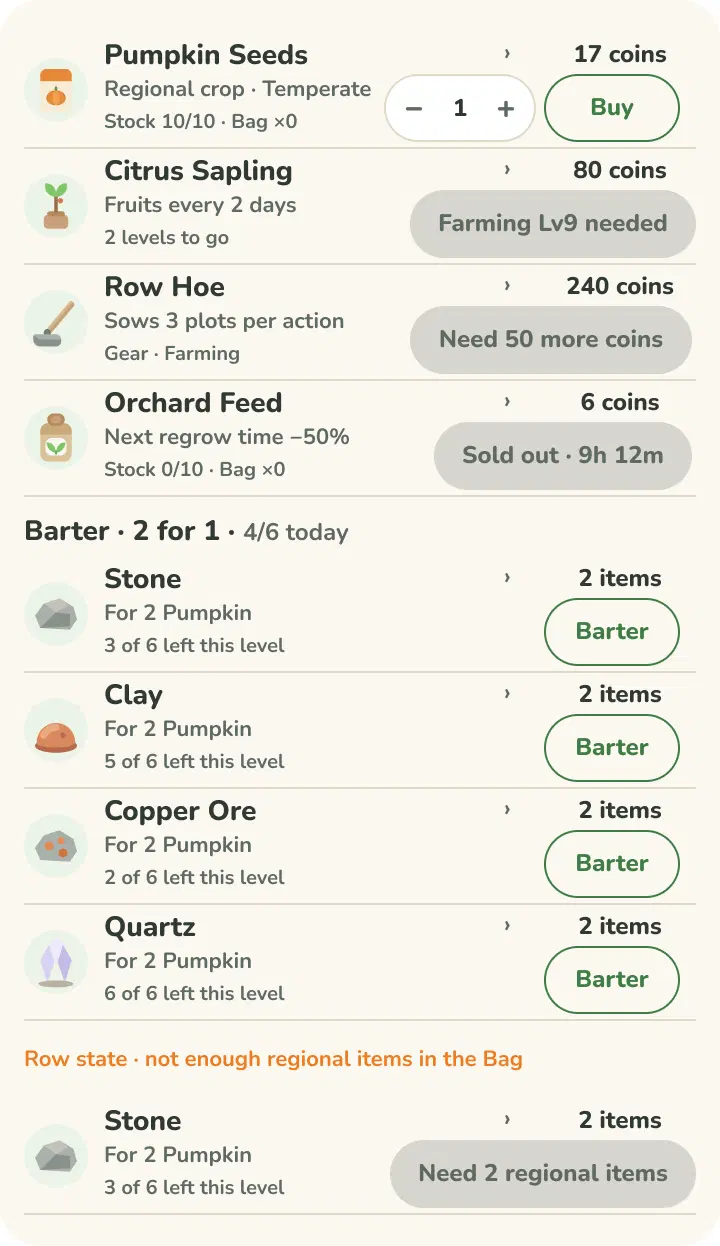 Pumpkin Seeds › 17 coins
Regional crop · Temperate
Stock 10/10 · Bag ×0
− 1 + Buy
Citrus Sapling › 80 coins
Fruits every 2 days
2 levels to go
Farming Lv9 needed
Row Hoe › 240 coins
Sows 3 plots per action
Gear · Farming
Need 50 more coins
Orchard Feed › 6 coins
Next regrow time −50%
Stock 0/10 · Bag ×0
Sold out · 9h 12m
Barter · 2 for 1 · 4/6 today
Stone › 2 items
For 2 Pumpkin
3 of 6 left this level
Barter
Clay › 2 items
For 2 Pumpkin
5 of 6 left this level
Barter
Copper Ore › 2 items
For 2 Pumpkin
2 of 6 left this level
Barter
Quartz › 2 items
For 2 Pumpkin
6 of 6 left this level
Barter
Row state · not enough regional items in the Bag
Stone › 2 items
For 2 Pumpkin
3 of 6 left this level
Need 2 regional items